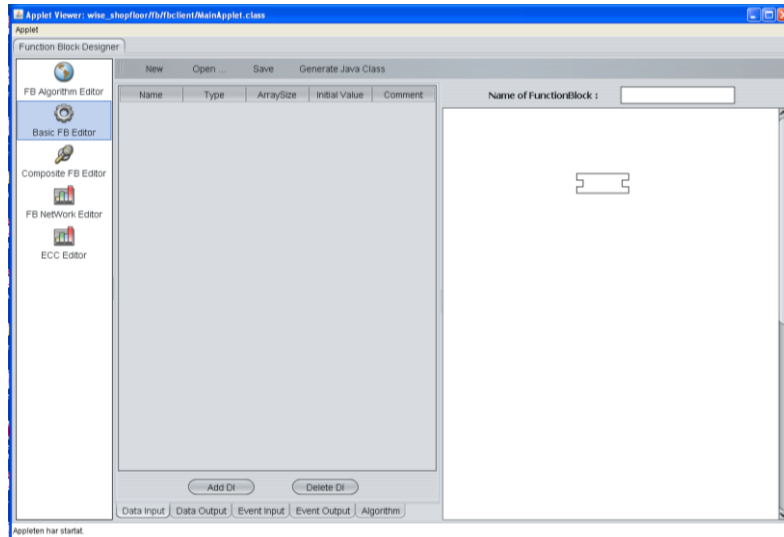 Applet Viewer: wise_shopfloor/fb/fbclient/MainApplet.class
Applet
Function Block Designer
New Open ... Save Generate Java Class
FB Algorithm Editor
Basic FB Editor
Composite FB Editor
FB NetWork Editor
ECC Editor
Name Type ArraySize Initial Value Comment
Name of FunctionBlock :
Add DI Delete DI
Data Input Data Output Event Input Event Output Algorithm
Appleten har startat.